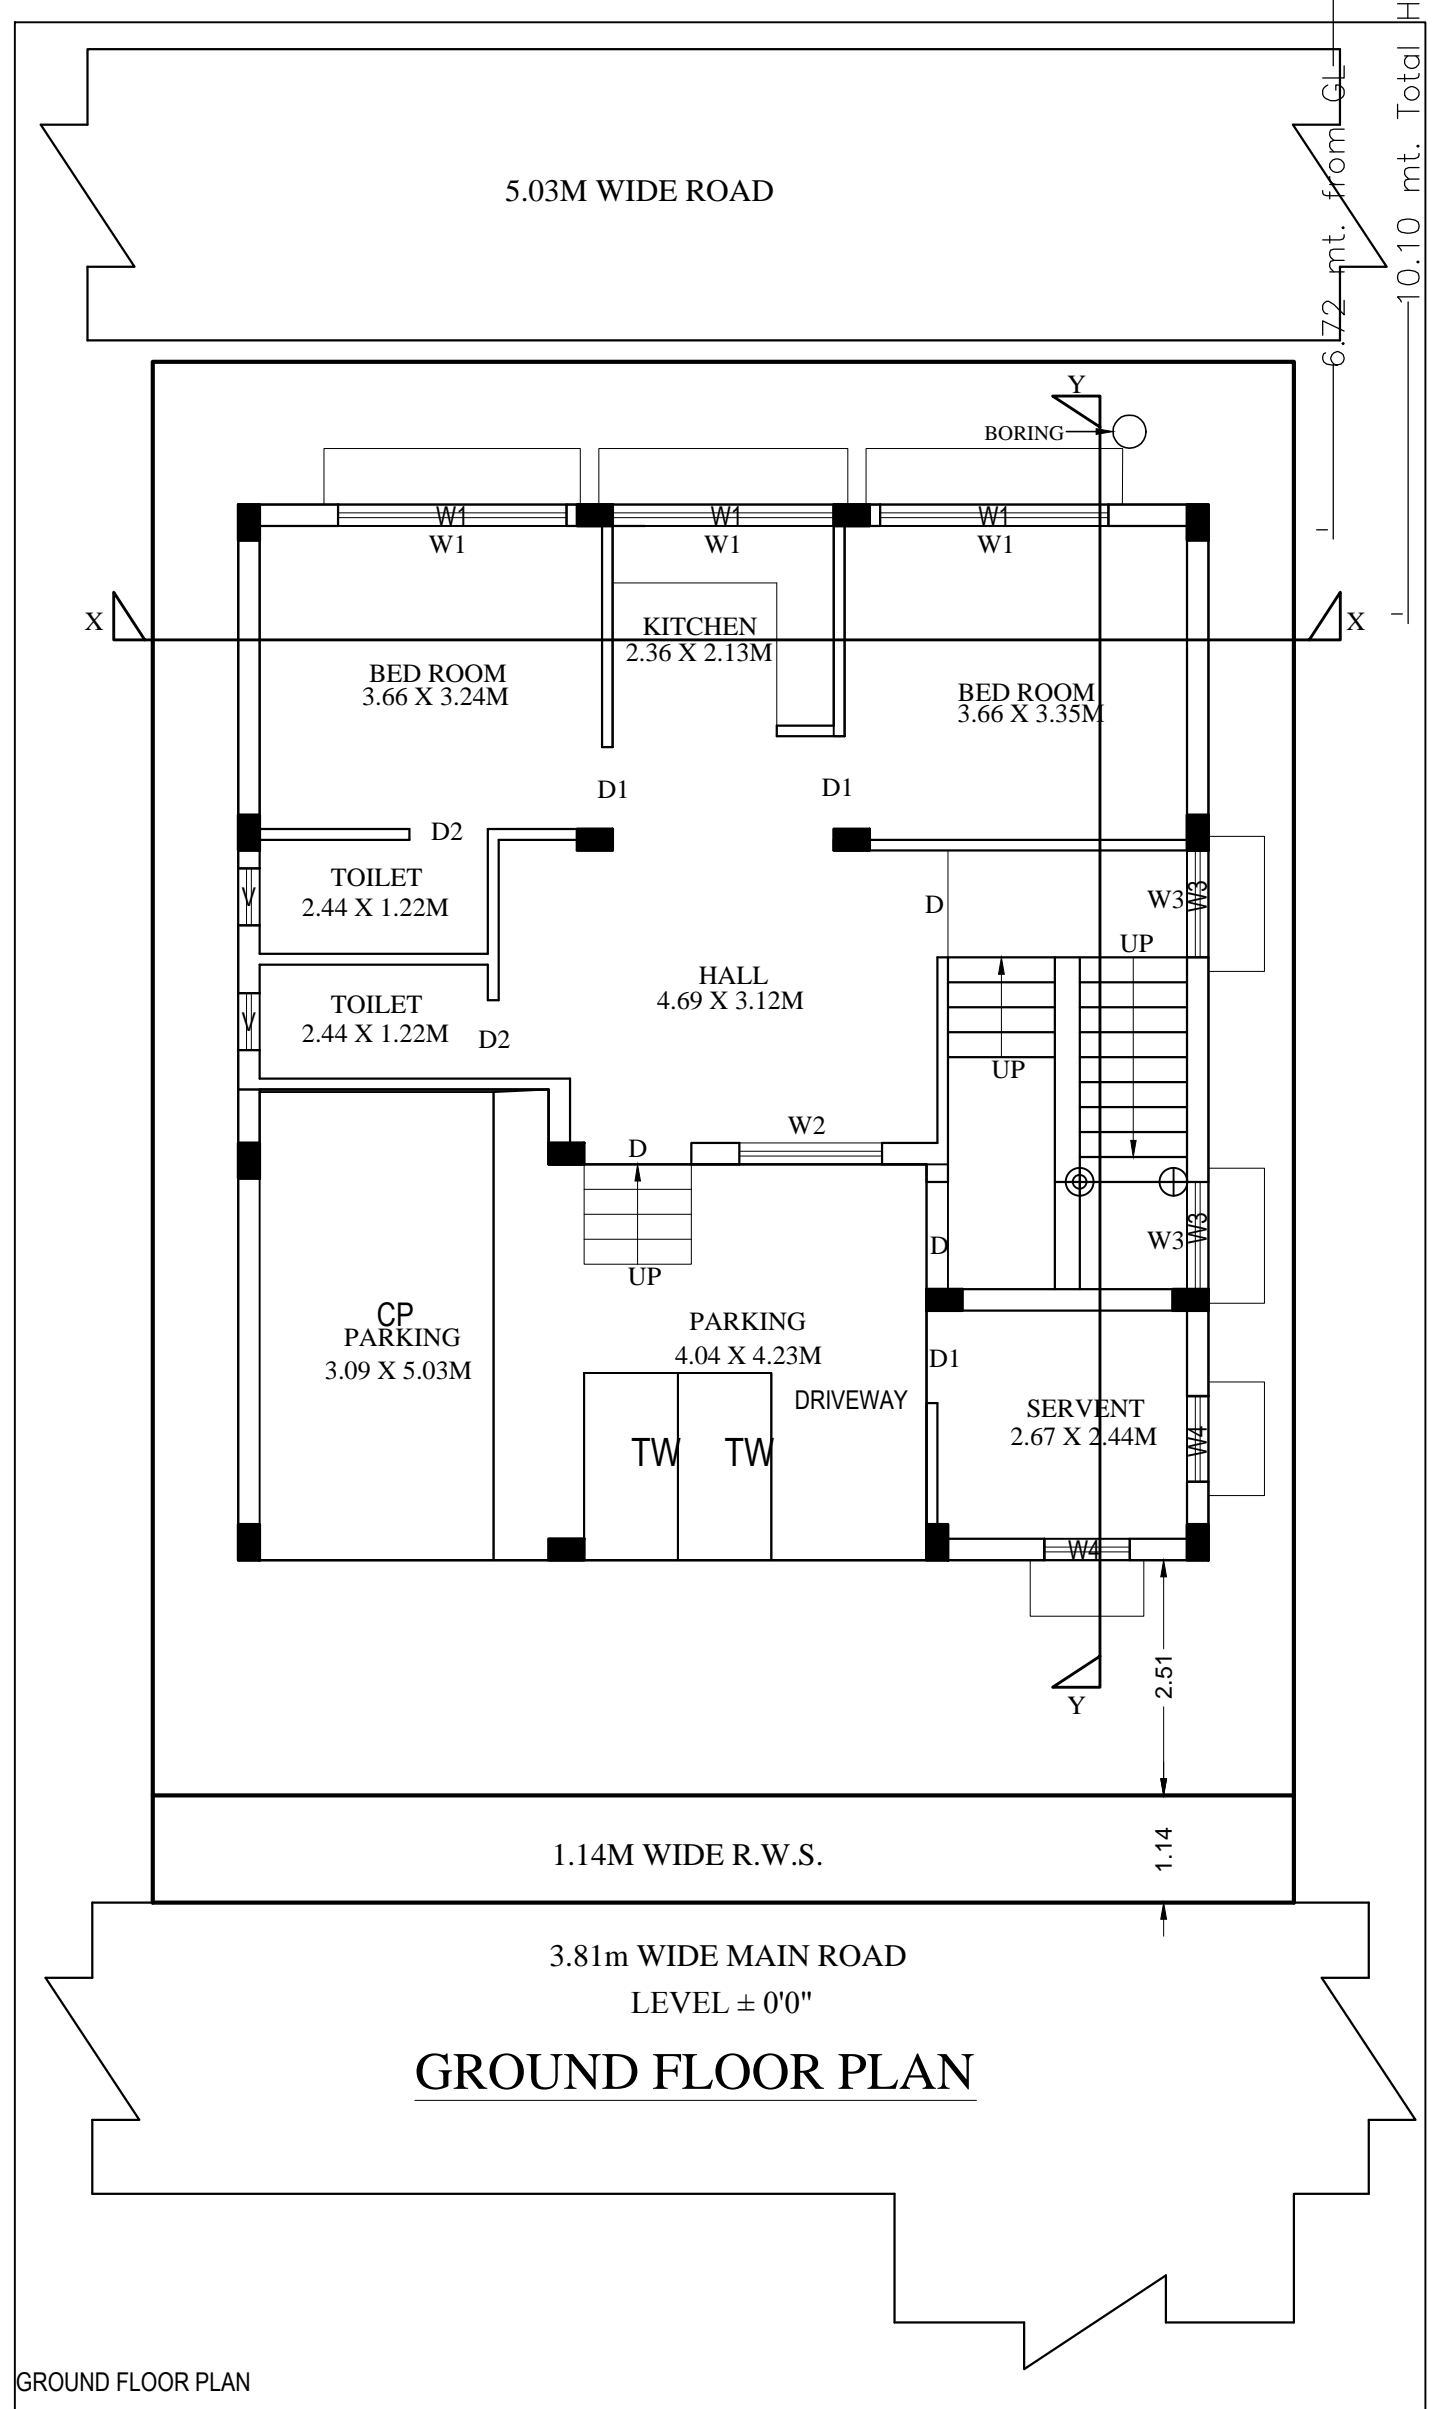 6.72 mt. from GL
10.10 mt. Total H
5.03M WIDE ROAD
Y
BORING
W1 W1 W1
W1 W1 W1
X X
KITCHEN
2.36 X 2.13M
BED ROOM
3.66 X 3.24M
BED ROOM
3.66 X 3.35M
D1 D1
D2
TOILET
2.44 X 1.22M
V
D
W3 W3
UP
HALL
4.69 X 3.12M
TOILET
2.44 X 1.22M
V
D2
UP
W2
D
UP
D
W3 W3
CP
PARKING
3.09 X 5.03M
PARKING
4.04 X 4.23M
D1
DRIVEWAY
SERVENT
2.67 X 2.44M
TW TW
W4
W4
2.51
Y
1.14M WIDE R.W.S.
1.14
3.81m WIDE MAIN ROAD
LEVEL ± 0'0"
GROUND FLOOR PLAN
GROUND FLOOR PLAN